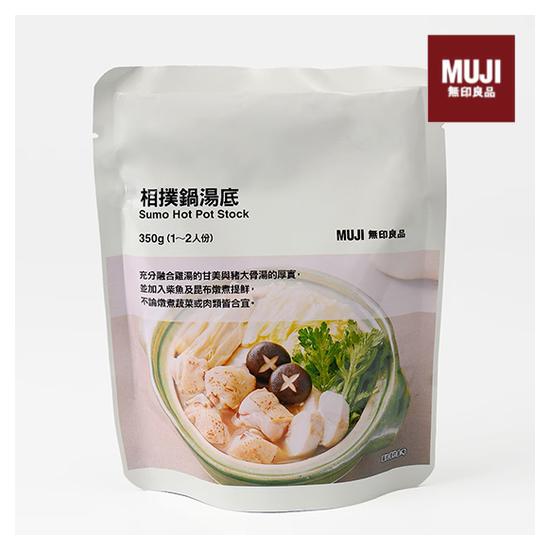 MUJI
無印良品
相撲鍋湯底
Sumo Hot Pot Stock
350g (1～2人份)
MUJI 無印良品
充分融合雞湯的甘美與豬大骨湯的厚實，
並加入柴魚及昆布燉煮提鮮，
不論燉煮蔬菜或肉類皆合宜。